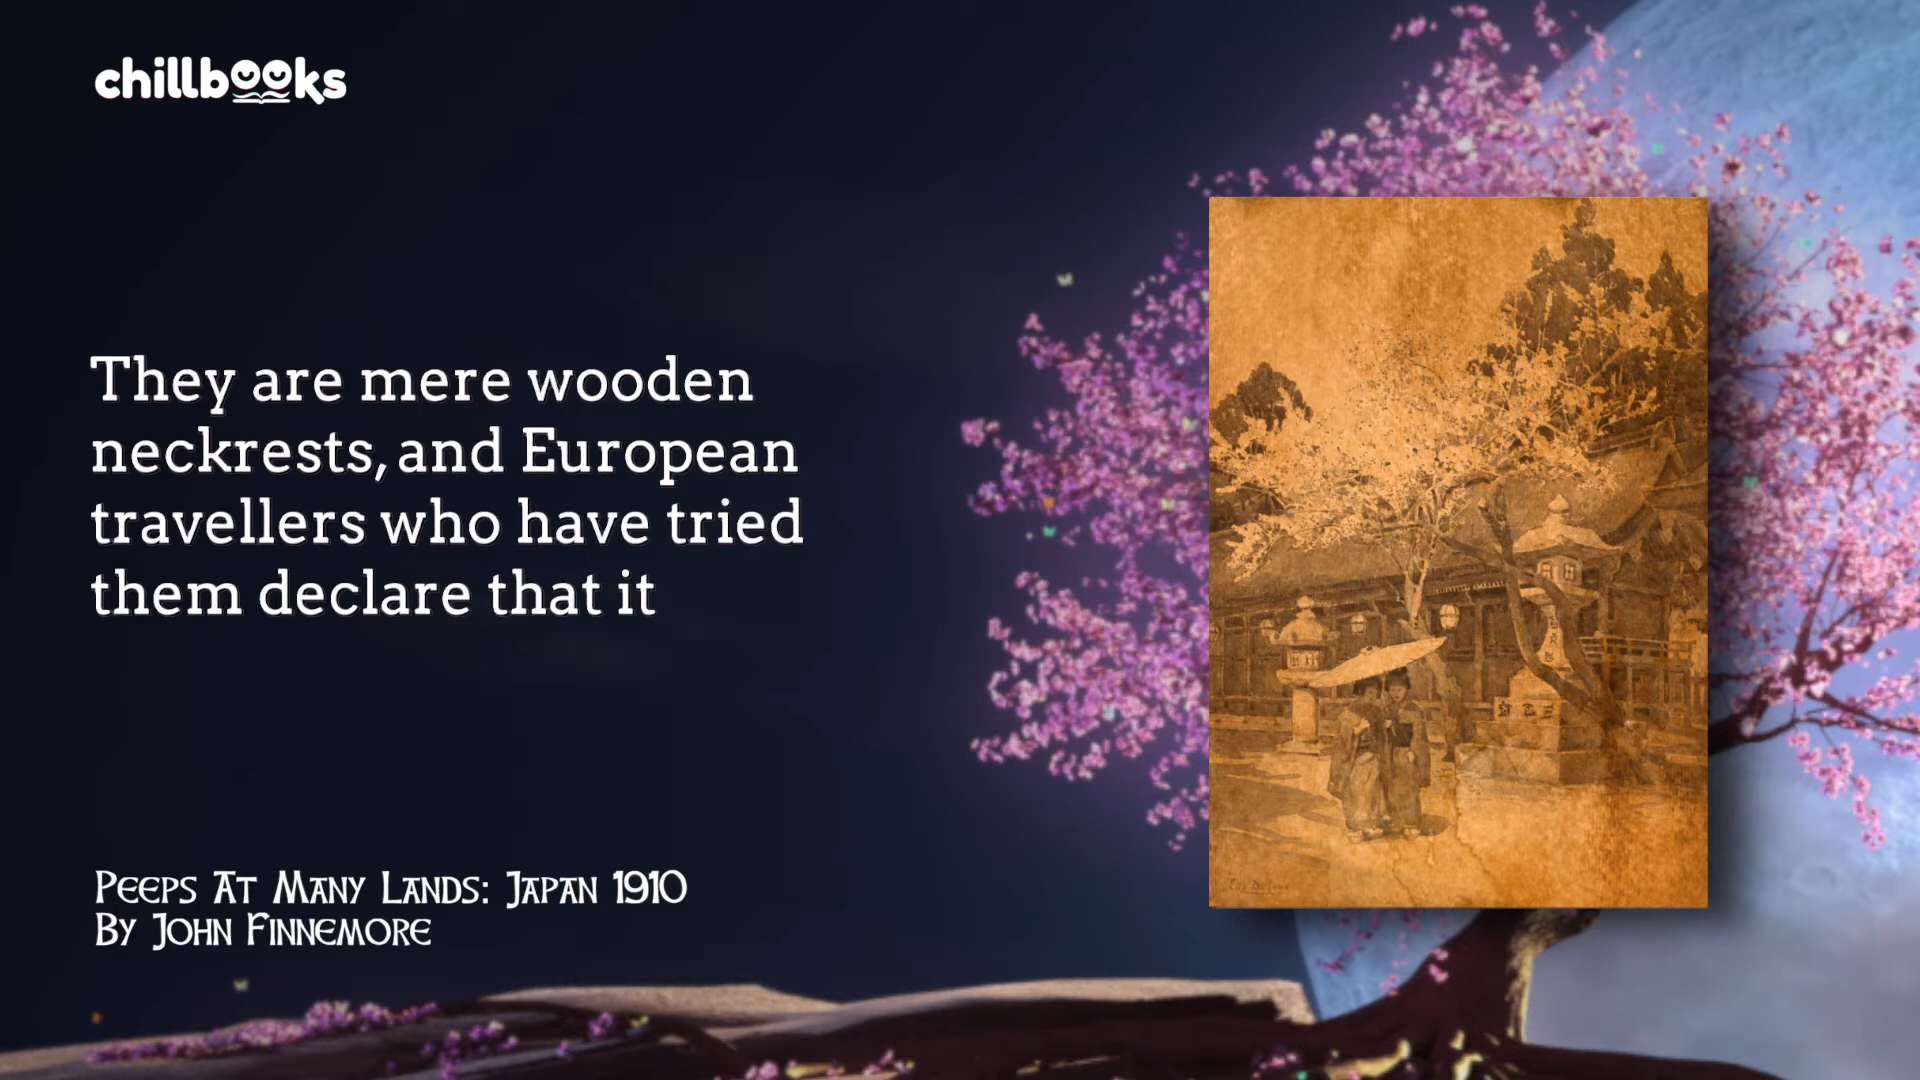 chillbooks
They are mere wooden
neckrests, and European
travellers who have tried
them declare that it
Peeps At Many Lands: Japan 1910
By John Finnemore